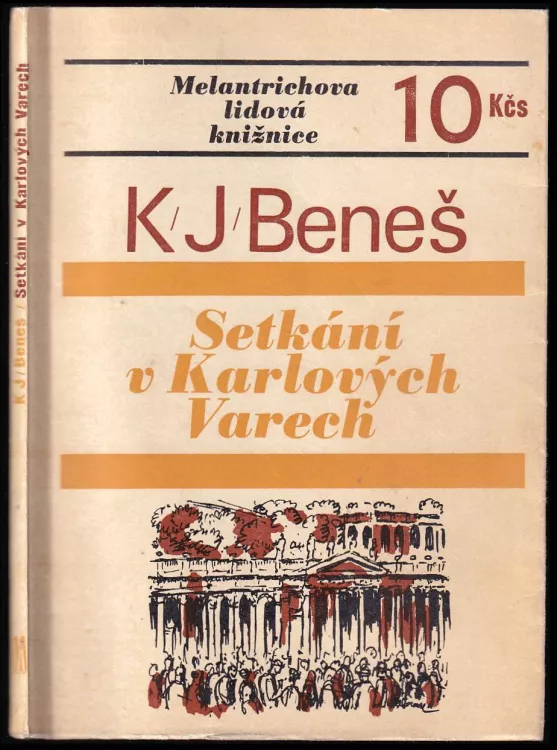 Melantrichova
lidová
knižnice
10 Kčs
K/J/Beneš
Setkání
v Karlových
Varech
K J/Beneš / Setkání v Karlových Varech